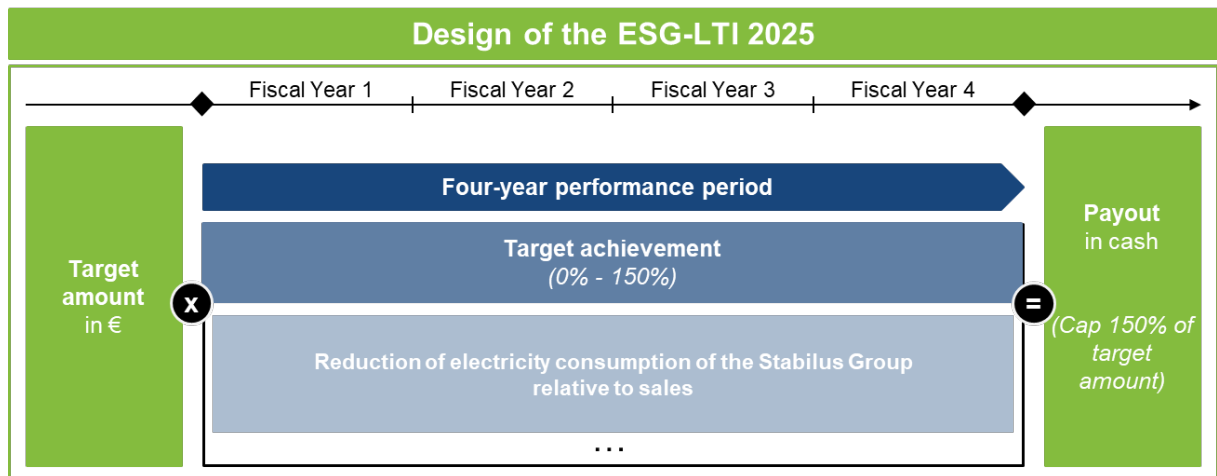 Design of the ESG-LTI 2025
Fiscal Year 1
Fiscal Year 2
Fiscal Year 3
Fiscal Year 4
Four-year performance period
Target
amount
in €
x
Target achievement
(0% - 150%)
Reduction of electricity consumption of the Stabilus Group
relative to sales
...
=
Payout
in cash
(Cap 150% of
target
amount)